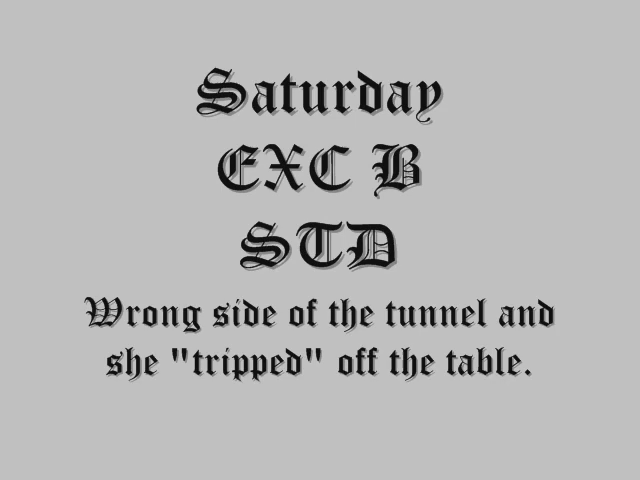 Saturday
EXC B
STD
Wrong side of the tunnel and
she "tripped" off the table.